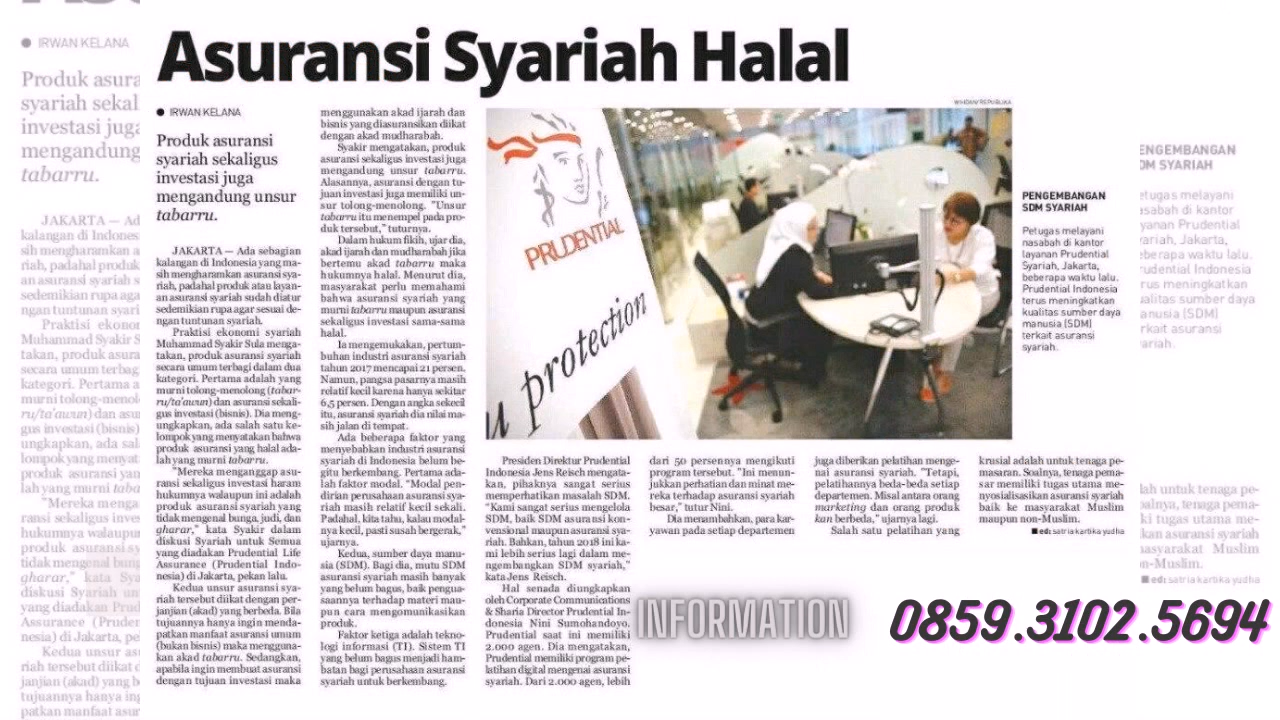 Asuransi Syariah Halal
● IRWAN KELANA
Produk asuransi
syariah sekaligus
investasi juga
mengandung unsur
tabarru.
JAKARTA — Ada sebagian
kalangan di Indonesia yang ma-
sih mengharamkan asuransi sya-
riah, padahal produk atau layan-
an asuransi syariah sudah diatur
sedemikian rupa agar sesuai de-
ngan tuntunan syariah.
Praktisi ekonomi syariah
Muhammad Syakir Sula menga-
takan, produk asuransi syariah
secara umum terbagi dalam dua
kategori. Pertama adalah yang
murni tolong-menolong (tabar-
ru/ta'awun) dan asuransi sekali-
gus investasi (bisnis). Dia meng-
ungkapkan, ada salah satu ke-
lompok yang menyatakan bahwa
produk asuransi yang halal ada-
lah yang murni tabarru.
"Mereka menganggap asu-
ransi sekaligus investasi haram
hukumnya walaupun ini adalah
produk asuransi syariah yang
tidak mengenal bunga, judi, dan
gharar," kata Syakir dalam
diskusi Syariah untuk Semua
yang diadakan Prudential Life
Assurance (Prudential Indo-
nesia) di Jakarta, pekan lalu.
Kedua unsur asuransi sya-
riah tersebut diikat dengan per-
janjian (akad) yang berbeda. Bila
tujuannya hanya ingin menda-
patkan manfaat asuransi umum
(bukan bisnis) maka mengguna-
kan akad tabarru. Sedangkan,
apabila ingin membuat asuransi
dengan tujuan investasi maka
menggunakan akad ijarah dan
bisnis yang diasuransikan diikat
dengan akad mudharabah.
Syakir mengatakan, produk
asuransi sekaligus investasi juga
mengandung unsur tabarru.
Alasannya, asuransi dengan tu-
juan investasi juga memiliki un-
sur tolong-menolong. "Unsur
tabarru itu menempel pada pro-
duk tersebut," tuturnya.
Dalam hukum fikih, ujar dia,
akad ijarah dan mudharabah jika
bertemu akad tabarru maka
hukumnya halal. Menurut dia,
masyarakat perlu memahami
bahwa asuransi syariah yang
murni tabarru maupun asuransi
sekaligus investasi sama-sama
halal.
Ia mengemukakan, pertum-
buhan industri asuransi syariah
tahun 2017 mencapai 21 persen.
Namun, pangsa pasarnya masih
relatif kecil karena hanya sekitar
6,5 persen. Dengan angka sekecil
itu, asuransi syariah dia nilai ma-
sih jalan di tempat.
Ada beberapa faktor yang
menyebabkan industri asuransi
syariah di Indonesia belum be-
gitu berkembang. Pertama ada-
lah faktor modal. "Modal pen-
dirian perusahaan asuransi sya-
riah masih relatif kecil sekali.
Padahal, kita tahu, kalau modal-
nya kecil, pasti susah bergerak,"
ujarnya.
Kedua, sumber daya manu-
sia (SDM). Bagi dia, mutu SDM
asuransi syariah masih banyak
yang belum bagus, baik pengua-
saannya terhadap materi mau-
pun cara mengomunikasikan
produk.
Faktor ketiga adalah tekno-
logi informasi (TI). Sistem TI
yang belum bagus menjadi ham-
batan bagi perusahaan asuransi
syariah untuk berkembang.
WIHDAN/REPUBLIKA
PRUDENTIAL
u protection
PENGEMBANGAN
SDM SYARIAH
Petugas melayani
nasabah di kantor
layanan Prudential
Syariah, Jakarta,
beberapa waktu lalu.
Prudential Indonesia
terus meningkatkan
kualitas sumber daya
manusia (SDM)
terkait asuransi
syariah.
Presiden Direktur Prudential
Indonesia Jens Reisch mengata-
kan, pihaknya sangat serius
memperhatikan masalah SDM.
"Kami sangat serius mengelola
SDM, baik SDM asuransi kon-
vensional maupun asuransi sya-
riah. Bahkan, tahun 2018 ini ka-
mi lebih serius lagi dalam me-
ngembangkan SDM syariah,"
kata Jens Reisch.
Hal senada diungkapkan
oleh Corporate Communications
& Sharia Director Prudential In-
donesia Nini Sumohandoyo.
Prudential saat ini memiliki
2.000 agen. Dia mengatakan,
Prudential memiliki program pe-
latihan digital mengenai asuransi
syariah. Dari 2.000 agen, lebih
dari 50 persennya mengikuti
program tersebut. "Ini menun-
jukkan perhatian dan minat me-
reka terhadap asuransi syariah
besar," tutur Nini.
Dia menambahkan, para kar-
yawan pada setiap departemen
juga diberikan pelatihan menge-
nai asuransi syariah. "Tetapi,
pelatihannya beda-beda setiap
departemen. Misal antara orang
marketing dan orang produk
kan berbeda," ujarnya lagi.
Salah satu pelatihan yang
krusial adalah untuk tenaga pe-
masaran. Soalnya, tenaga pema-
sar memiliki tugas utama me-
nyosialisasikan asuransi syariah
baik ke masyarakat Muslim
maupun non-Muslim.
■ ed: satria kartika yudha
INFORMATION
0859.3102.5694